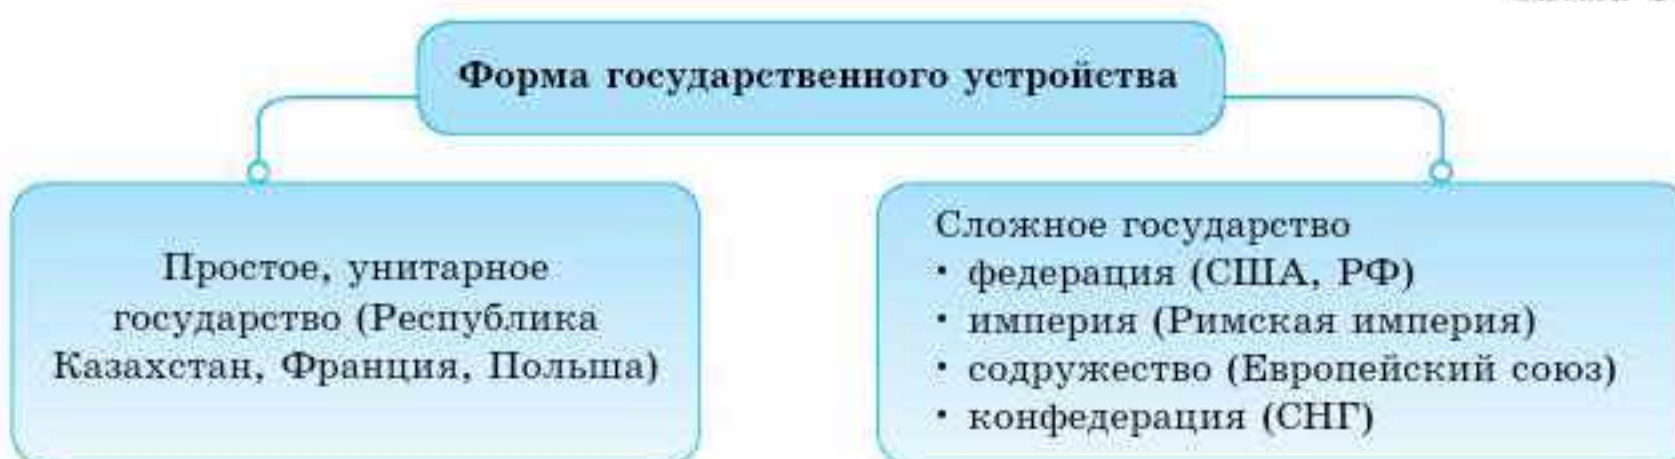 Форма государственного устройства
Простое, унитарное
государство (Республика
Казахстан, Франция, Польша)
Сложное государство
• федерация (США, РФ)
• империя (Римская империя)
• содружество (Европейский союз)
• конфедерация (СНГ)